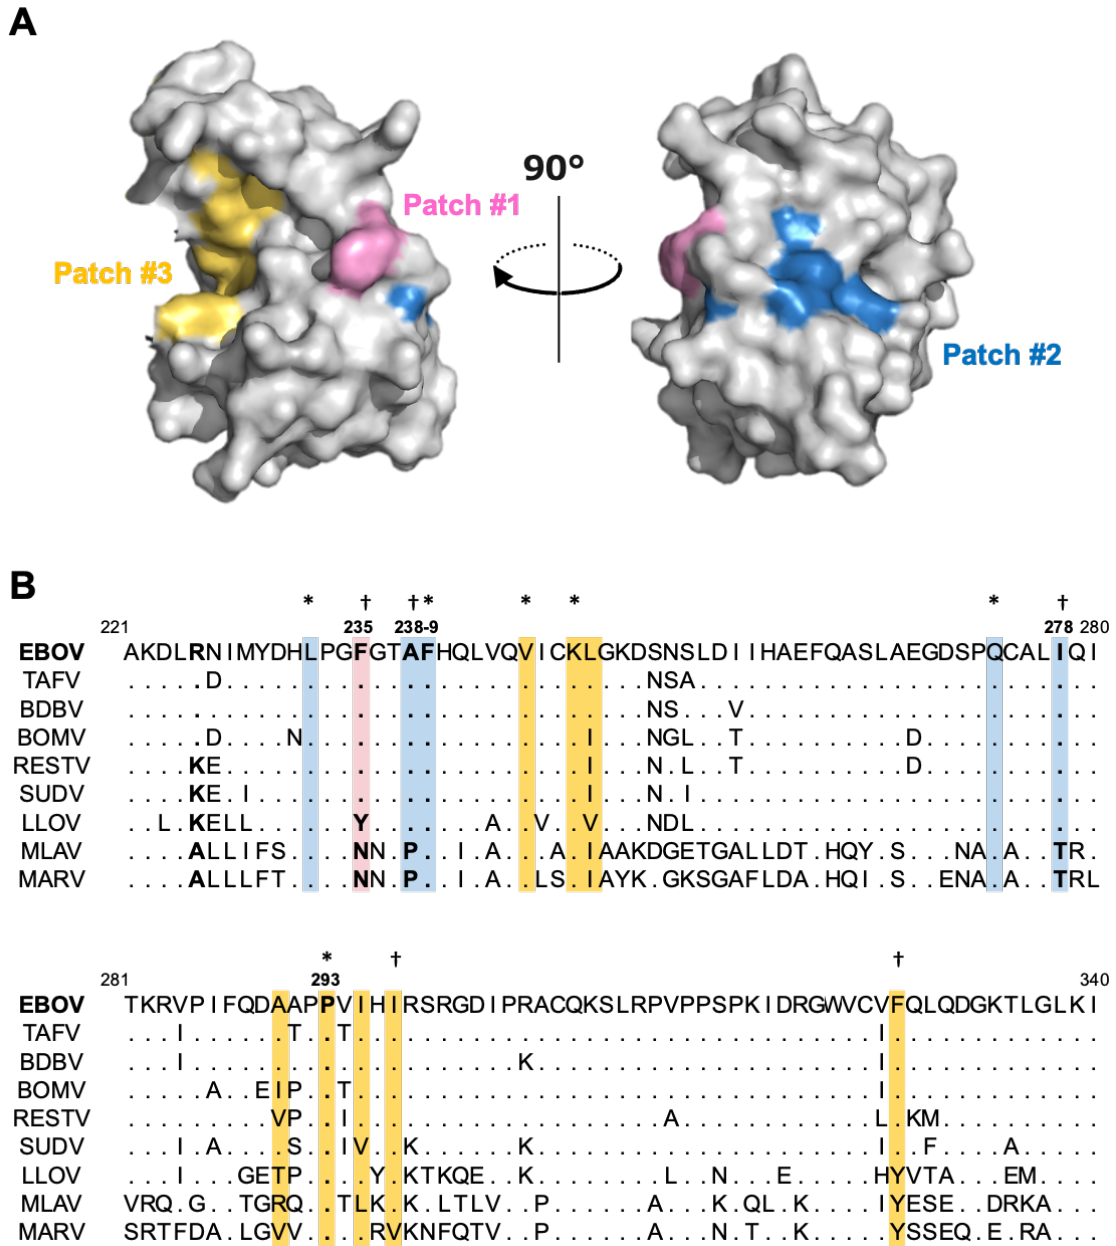 A
90°
Patch #1
Patch #3
Patch #2
B
* † †* * * * †
221 235 238-9 278 280
EBOV AKDLRNIMYDHLPGFGTAFHQLVQVICKLGKDSNSLDIIHAEFQASLAEGDSPQCALIQI
TAFV .....D..........................NSA.........................
BDBV ................................NS...V......................
BOMV .....D....N.................I...NGL..T..........D...........
RESTV ....KE......................I...N.L..T..........D...........
SUDV ....KE.I....................I...N.I.........................
LLOV ..L.KELL......Y.......A..V..V...NDL.........................
MLAV ....ALLIFS....NN.P..I.A...A.IAAKDGETGALLDT.HQY.S...NA.A..TR.
MARV ....ALLLFT....NN.P..I.A..LS.IAYK.GKSGAFLDA.HQI.S..ENA.A..TRL
* † †
281 293 340
EBOV TKRVPIFQDAAPPVIHIRSRGDIPRACQKSLRPVPPSPKIDRGWVCVFQLQDGKTLGLKI
TAFV ...I......T..T................................I.............
BDBV ...I....................K.....................I.............
BOMV .....A..EIP..T................................I.............
RESTV .........VP..I...................A............L.KM..........
SUDV ...I.A....S..IV..K......K.....................I..F....A.....
LLOV ...I...GETP....Y.KTKQE..K........L..N...E.....HYVTA...EM....
MLAV VRQ.G..TGRQ..TLK.K.LTLV..P......A...K.QL.K....IYESE..DRKA...
MARV SRTFDA.LGVV....RVKNFQTV..P......A...N.T..K.....YSSEQ.E.RA...